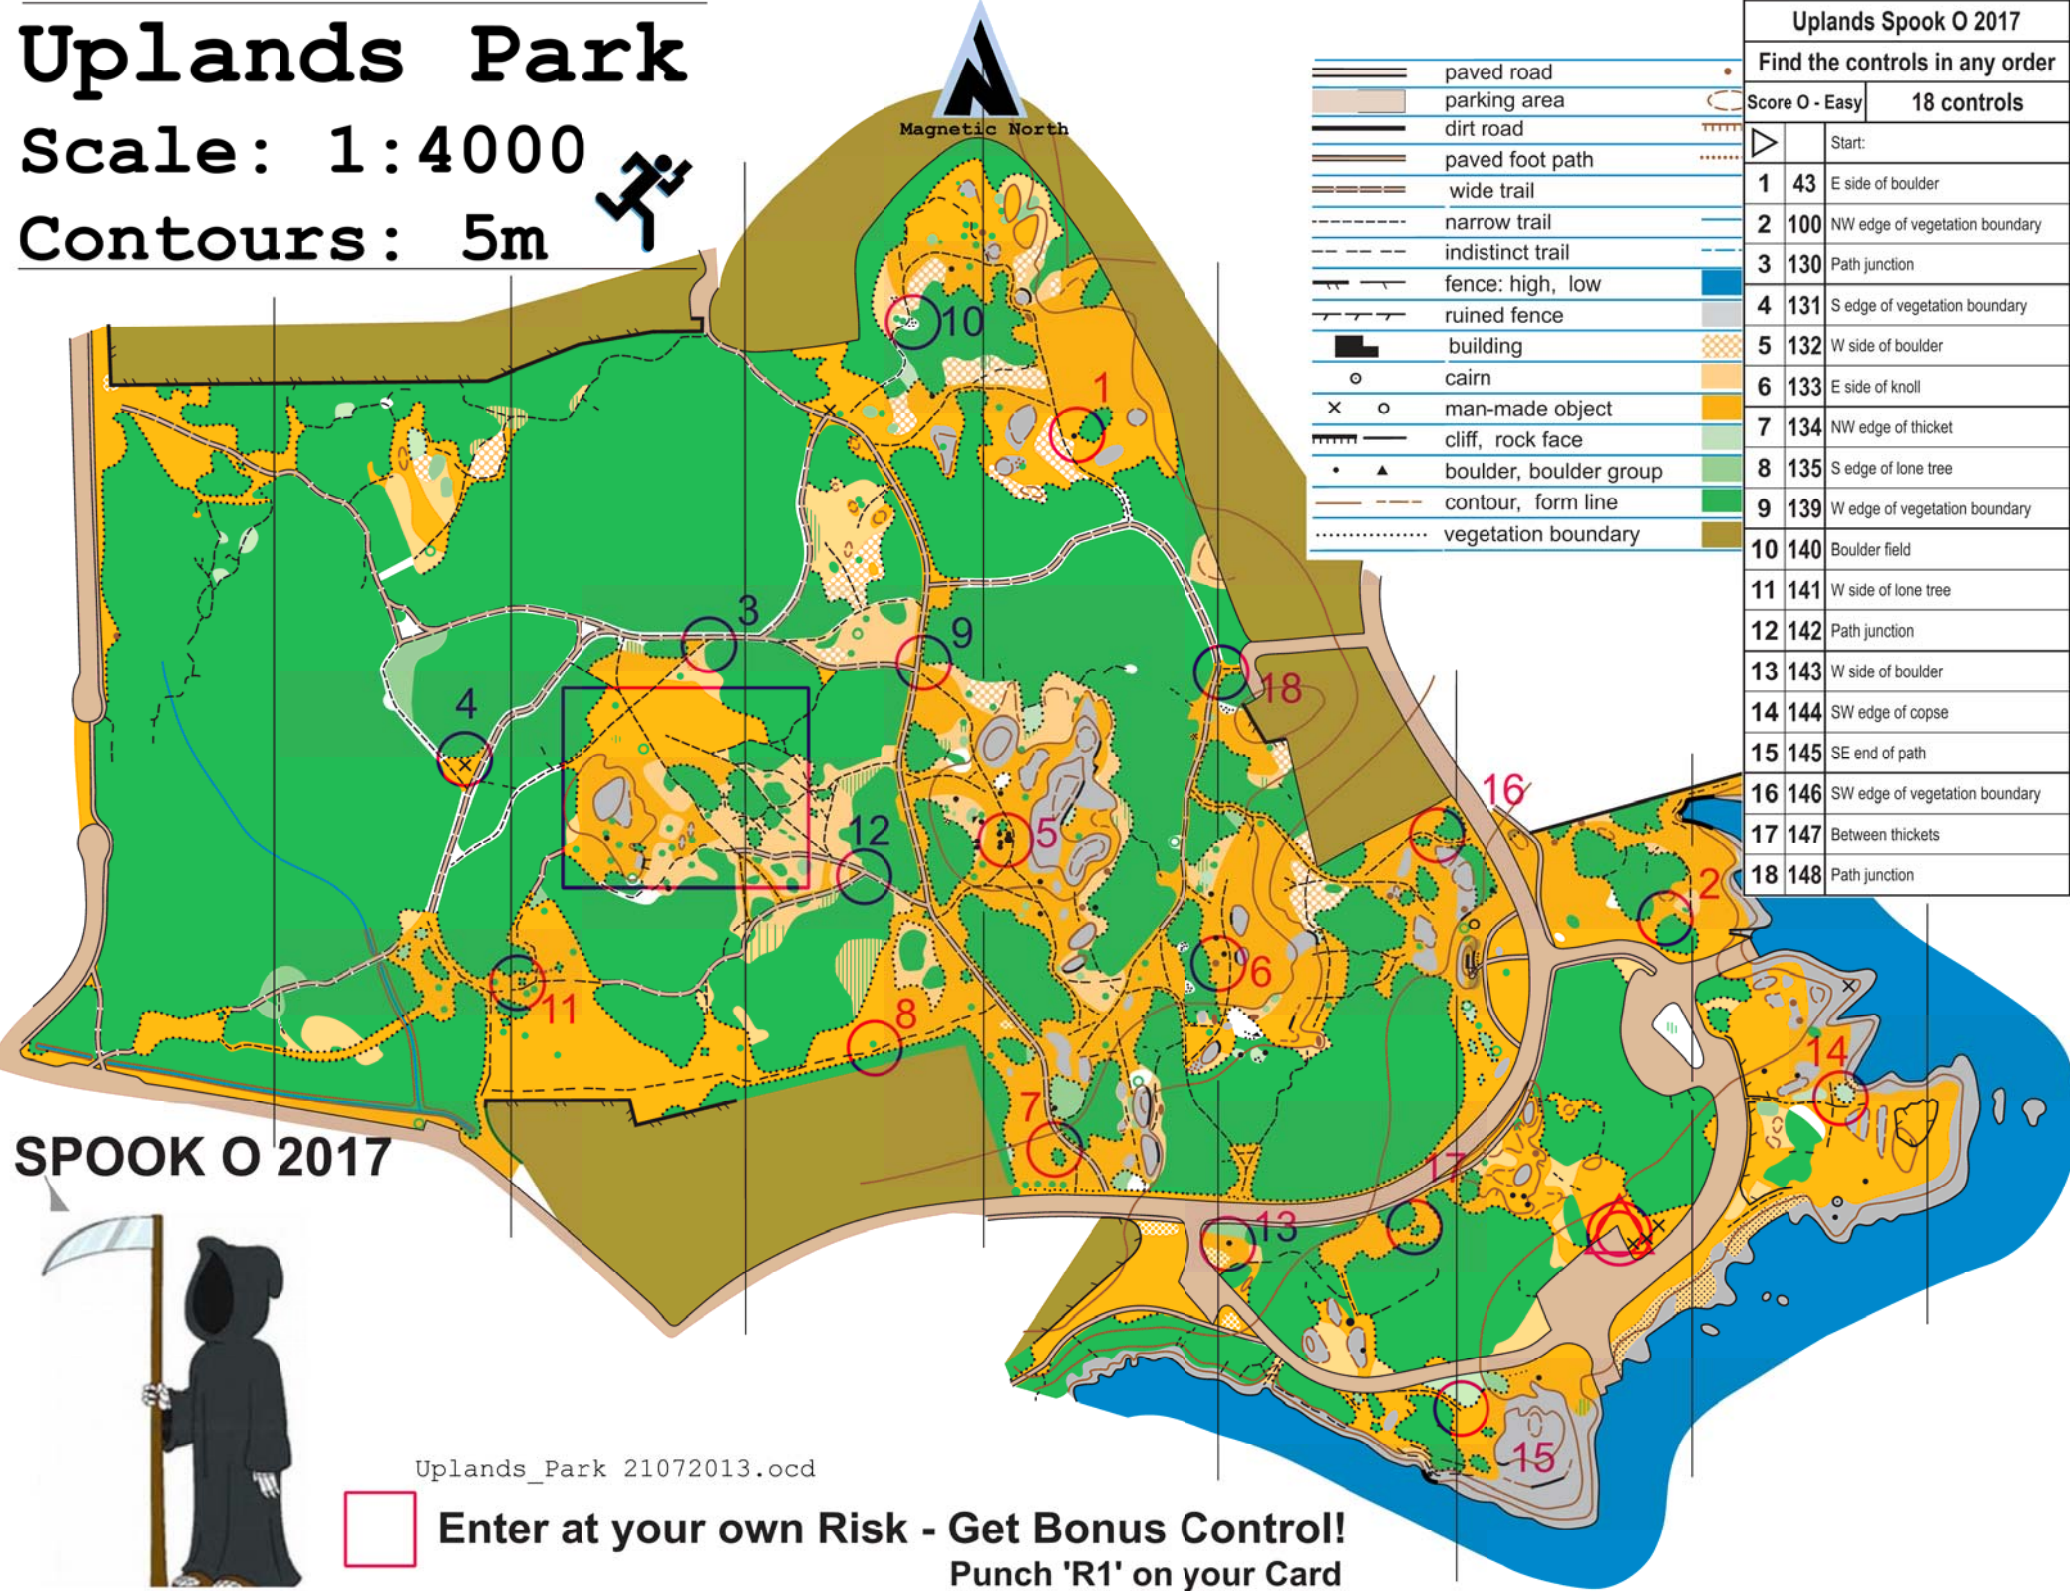 Uplands Park
Scale: 1:4000
Contours: 5m
Magnetic North
paved road
parking area
dirt road
paved foot path
wide trail
narrow trail
indistinct trail
fence: high, low
ruined fence
building
cairn
man-made object
cliff, rock face
boulder, boulder group
contour, form line
vegetation boundary
Uplands Spook O 2017
Find the controls in any order
Score O - Easy 18 controls
Start:
1 43 E side of boulder
2 100 NW edge of vegetation boundary
3 130 Path junction
4 131 S edge of vegetation boundary
5 132 W side of boulder
6 133 E side of knoll
7 134 NW edge of thicket
8 135 S edge of lone tree
9 139 W edge of vegetation boundary
10 140 Boulder field
11 141 W side of lone tree
12 142 Path junction
13 143 W side of boulder
14 144 SW edge of copse
15 145 SE end of path
16 146 SW edge of vegetation boundary
17 147 Between thickets
18 148 Path junction
10
1
3
9
18
4
16
12
5
2
6
11
8
14
7
17
13
15
SPOOK O 2017
Uplands_Park 21072013.ocd
Enter at your own Risk - Get Bonus Control!
Punch 'R1' on your Card